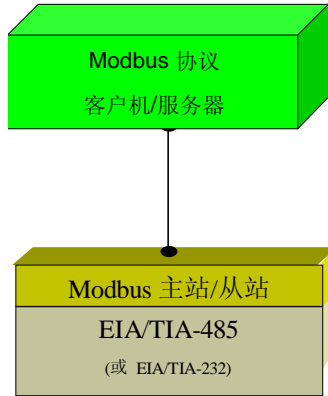 Modbus 协议
客户机/服务器
Modbus 主站/从站
EIA/TIA-485
(或 EIA/TIA-232)